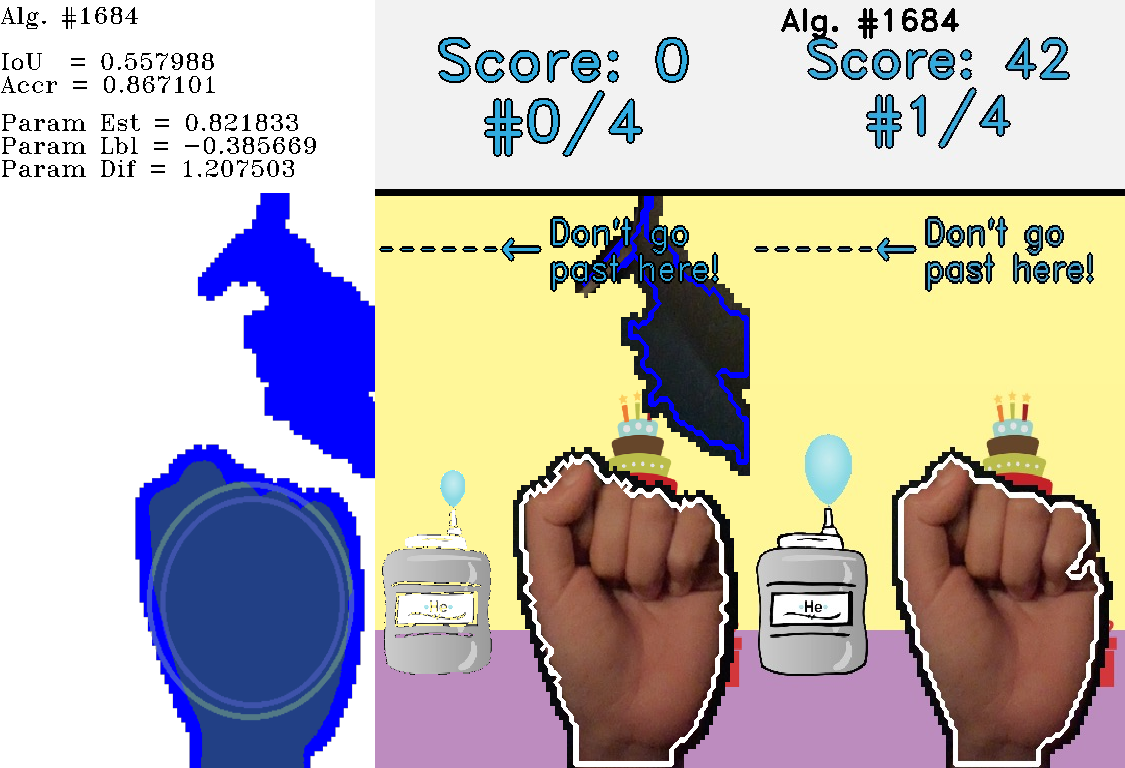 Alg. #1684
IoU = 0.557988
Accr = 0.867101
Param Est = 0.821833
Param Lbl = −0.385669
Param Dif = 1.207503
Score: 0
#0/4
Don't go
past here!
He
Alg. #1684
Score: 42
#1/4
Don't go
past here!
He